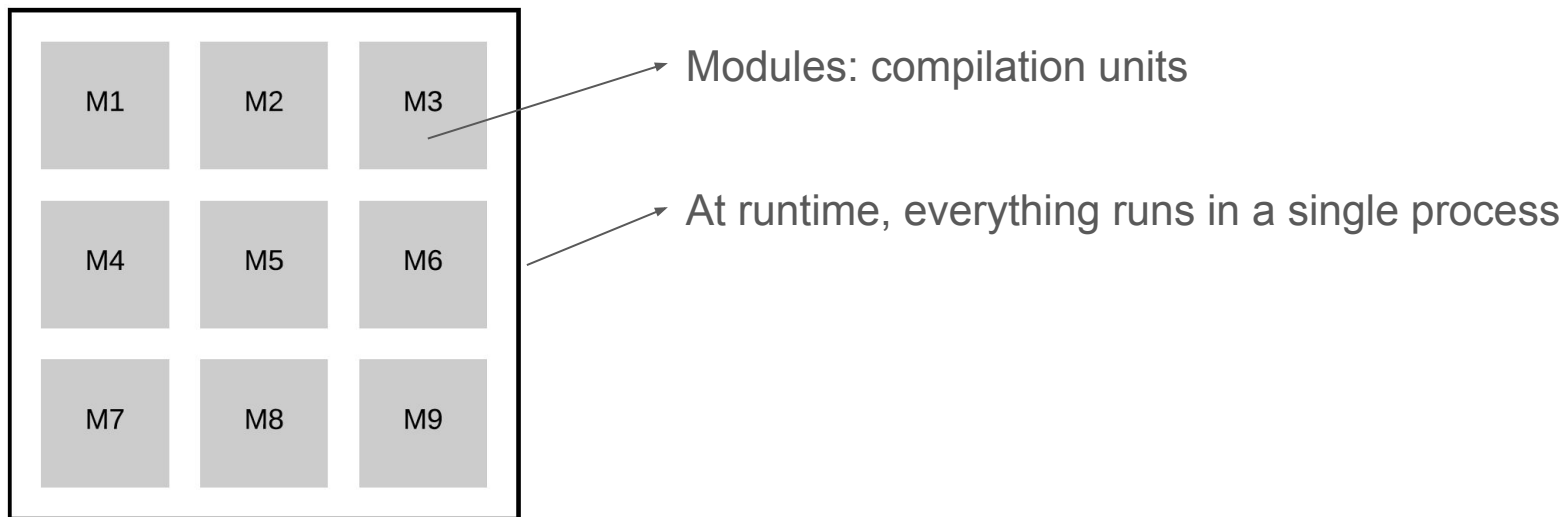 M1 M2 M3
Modules: compilation units
At runtime, everything runs in a single process
M4 M5 M6
M7 M8 M9